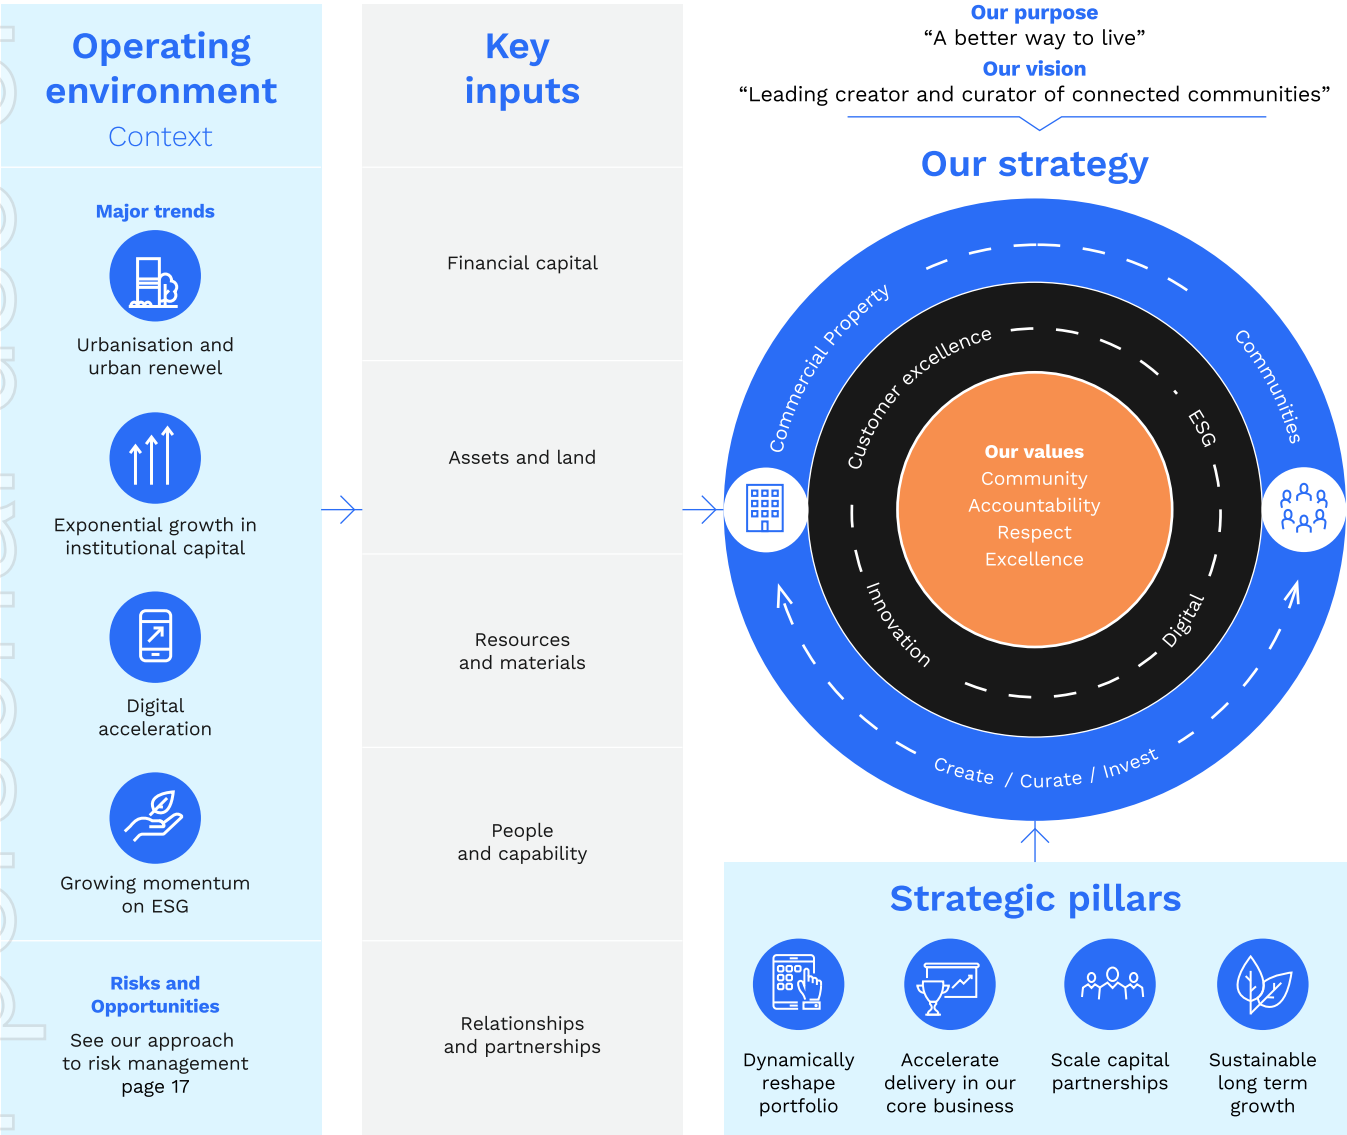 Operating
environment
Context
Major trends
Urbanisation and
urban renewel
Exponential growth in
institutional capital
Digital
acceleration
Growing momentum
on ESG
Risks and
Opportunities
See our approach
to risk management
page 17
Key
inputs
Financial capital
Assets and land
Resources
and materials
People
and capability
Relationships
and partnerships
Our purpose
“A better way to live”
Our vision
“Leading creator and curator of connected communities”
Our strategy
Commercial Property
Communities
Customer excellence
ESG
Our values
Community
Accountability
Respect
Excellence
Innovation
Digital
Create / Curate / Invest
Strategic pillars
Dynamically
reshape
portfolio
Accelerate
delivery in our
core business
Scale capital
partnerships
Sustainable
long term
growth